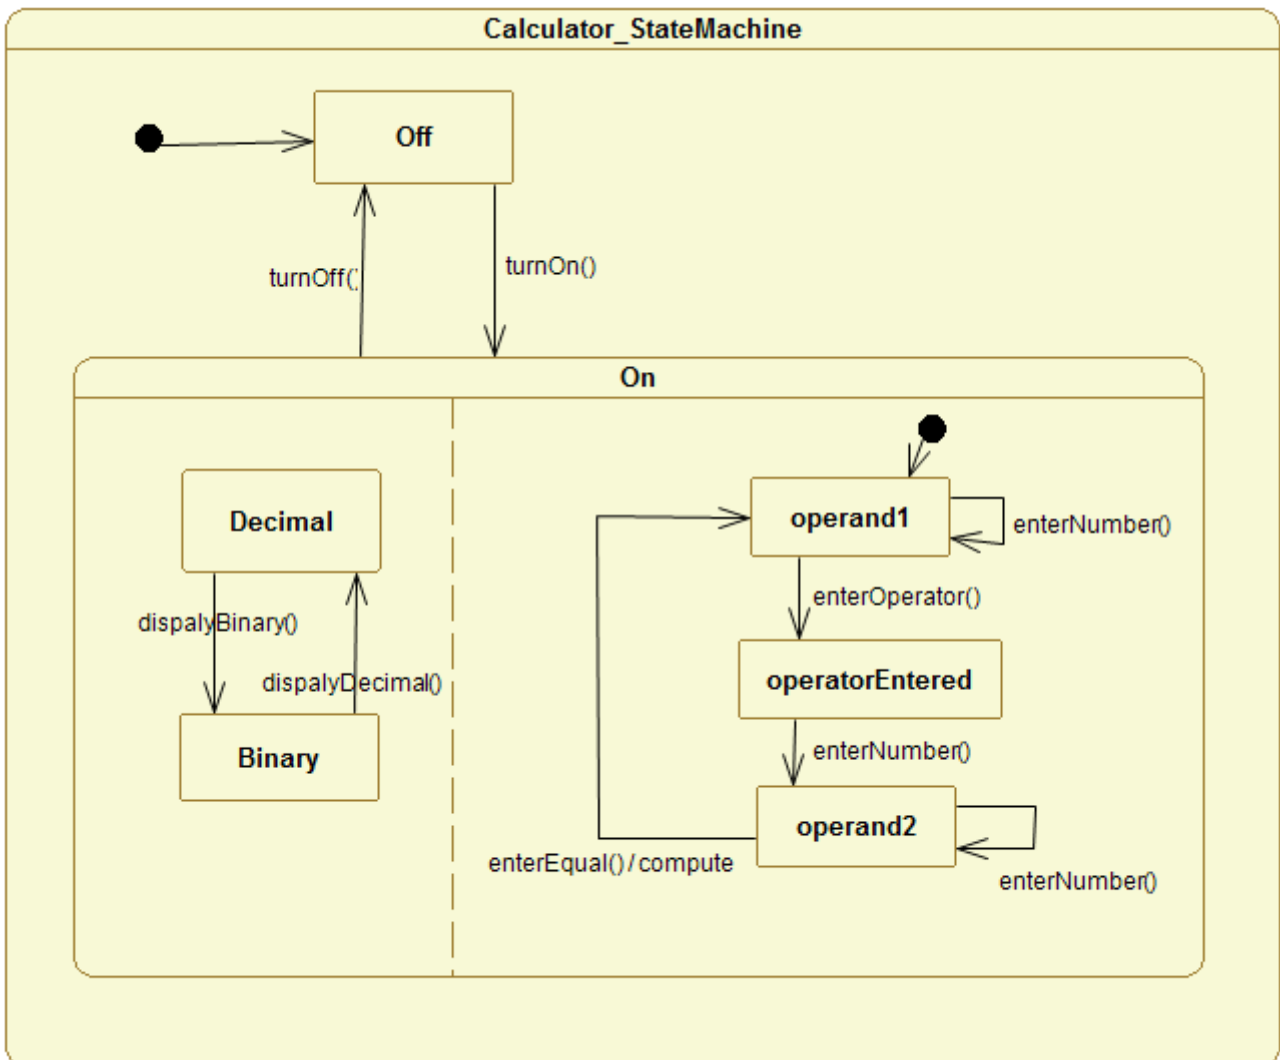 Calculator_StateMachine
Off
turnOff(
turnOn()
On
Decimal
operand1
enterNumber()
dispalyBinary()
enterOperator()
dispalyDecimal()
operatorEntered
Binary
enterNumber()
operand2
enterEqual() / compute
enterNumber()